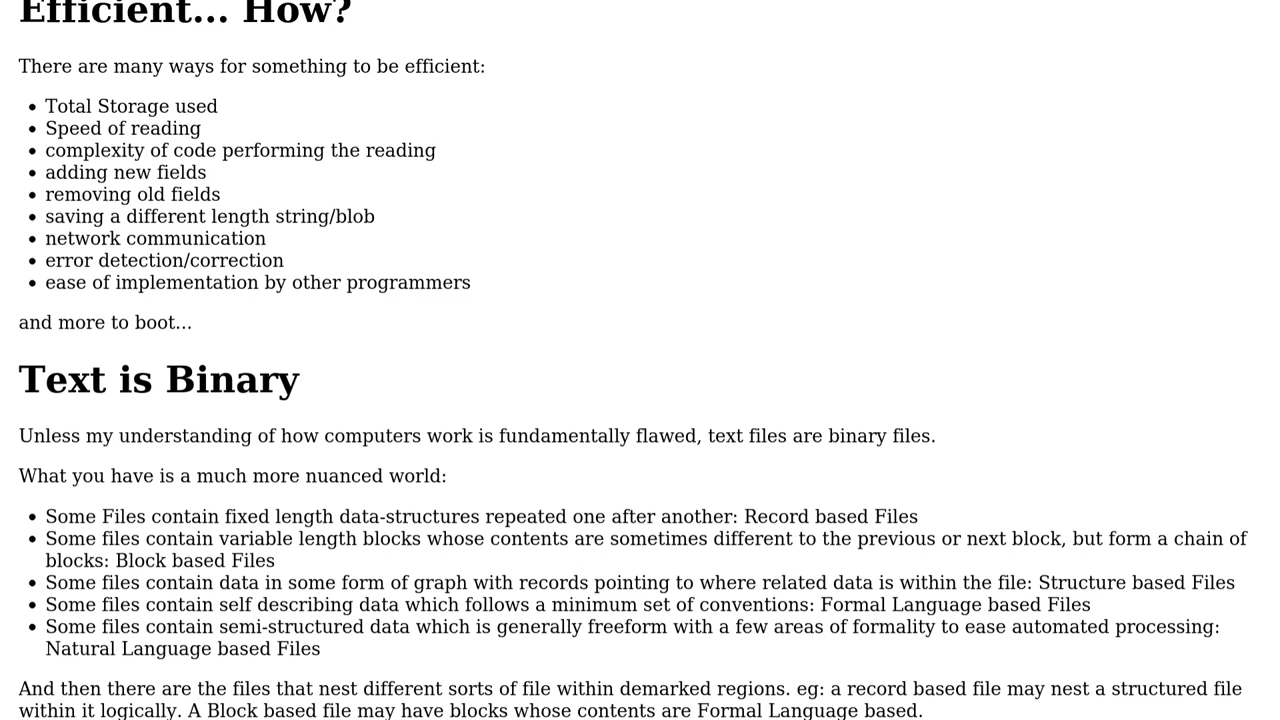 Efficient... How?
There are many ways for something to be efficient:
• Total Storage used
• Speed of reading
• complexity of code performing the reading
• adding new fields
• removing old fields
• saving a different length string/blob
• network communication
• error detection/correction
• ease of implementation by other programmers
and more to boot...
Text is Binary
Unless my understanding of how computers work is fundamentally flawed, text files are binary files.
What you have is a much more nuanced world:
• Some Files contain fixed length data-structures repeated one after another: Record based Files
• Some files contain variable length blocks whose contents are sometimes different to the previous or next block, but form a chain of
blocks: Block based Files
• Some files contain data in some form of graph with records pointing to where related data is within the file: Structure based Files
• Some files contain self describing data which follows a minimum set of conventions: Formal Language based Files
• Some files contain semi-structured data which is generally freeform with a few areas of formality to ease automated processing:
Natural Language based Files
And then there are the files that nest different sorts of file within demarked regions. eg: a record based file may nest a structured file
within it logically. A Block based file may have blocks whose contents are Formal Language based.